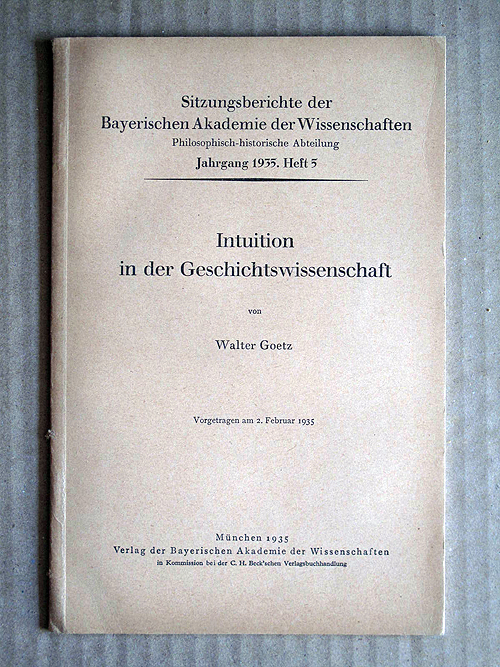 Sitzungsberichte der
Bayerischen Akademie der Wissenschaften
Philosophisch-historische Abteilung
Jahrgang 1935. Heft 5
Intuition
in der Geschichtswissenschaft
von
Walter Goetz
Vorgetragen am 2. Februar 1935
München 1935
Verlag der Bayerischen Akademie der Wissenschaften
in Kommission bei der C. H. Beck'schen Verlagsbuchhandlung